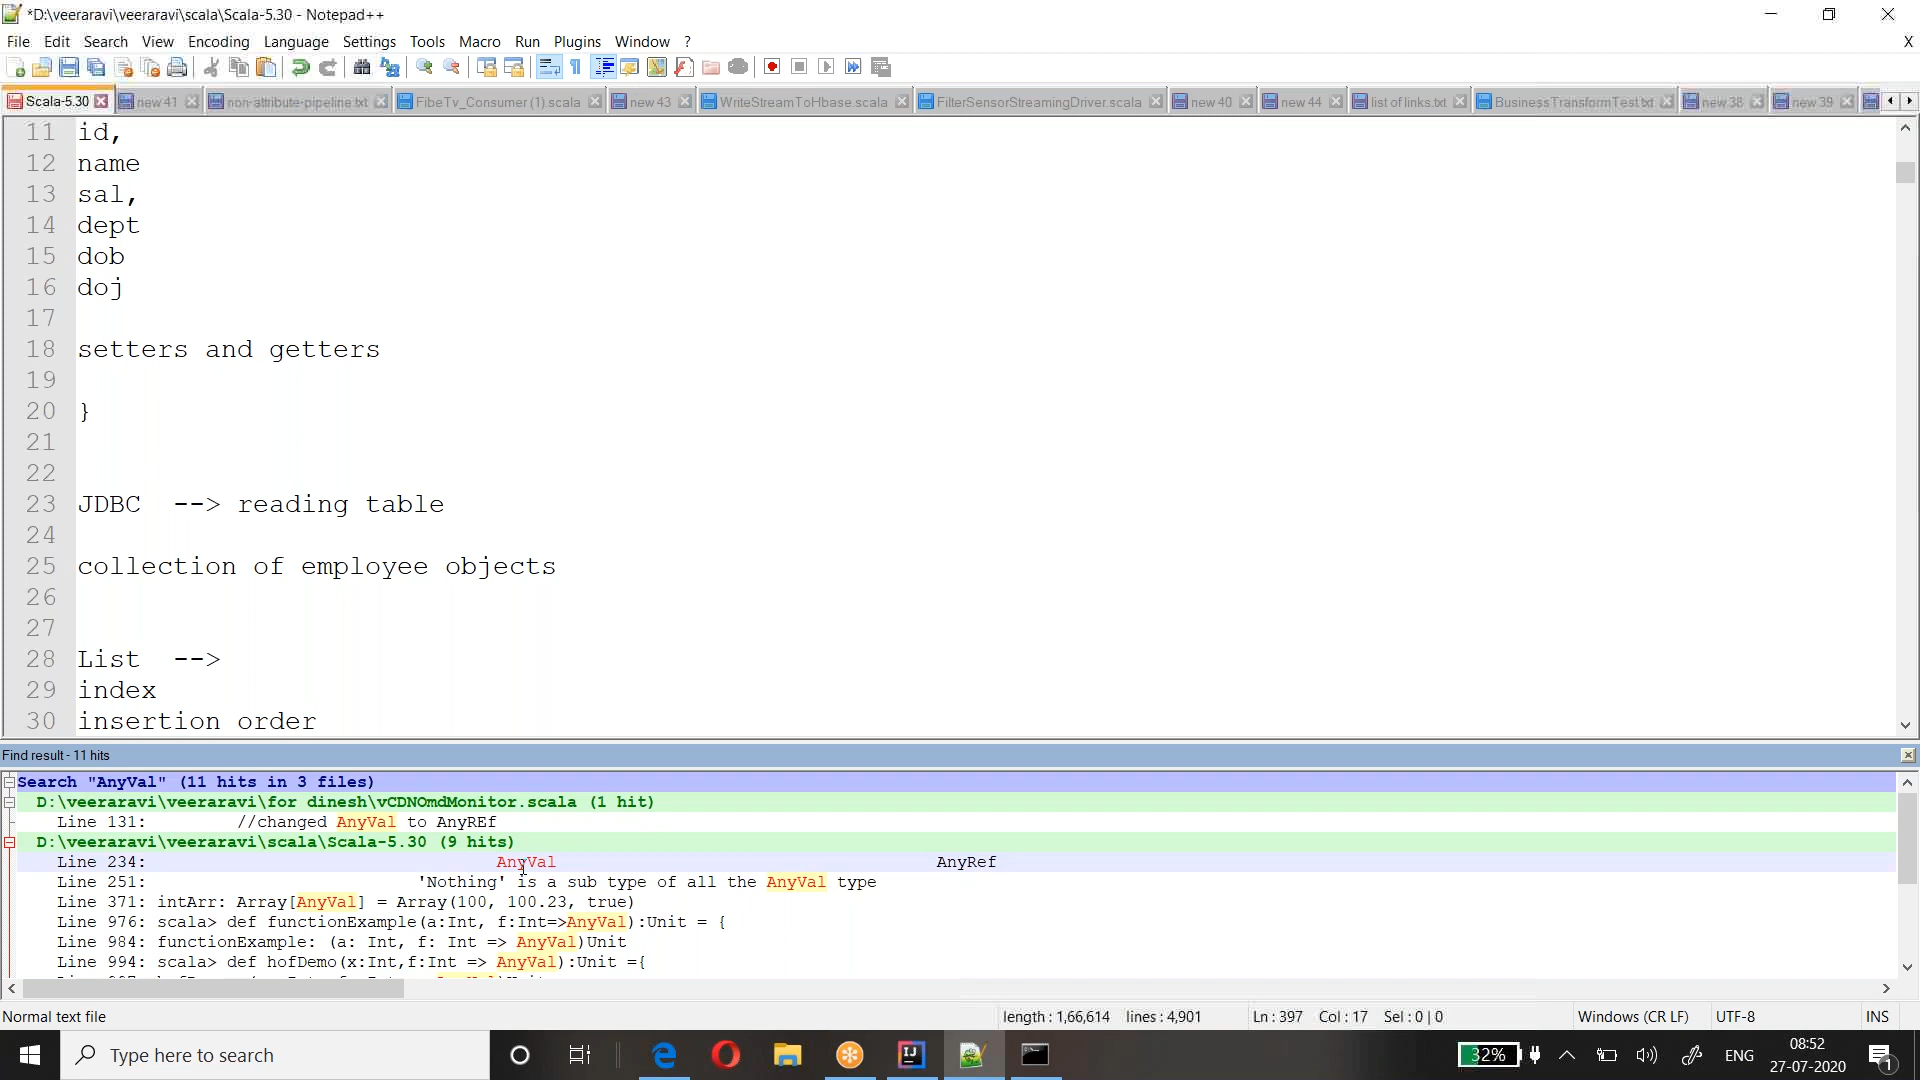 *D:\veeraravi\veeraravi\scala\Scala-5.30 - Notepad++
File Edit Search View Encoding Language Settings Tools Macro Run Plugins Window ? X
Scala-5.30 new 41 non-attribute-pipeline.txt FibeTv_Consumer (1).scala new 43 WriteStreamToHbase.scala FilterSensorStreamingDriver.scala new 40 new 44 list of links.txt BusinessTransformTest.txt new 38 new 39
11 id,
12 name
13 sal,
14 dept
15 dob
16 doj
17
18 setters and getters
19
20 }
21
22
23 JDBC --> reading table
24
25 collection of employee objects
26
27
28 List -->
29 index
30 insertion order
Find result - 11 hits
Search "AnyVal" (11 hits in 3 files)
D:\veeraravi\veeraravi\for dinesh\vCDNOmdMonitor.scala (1 hit)
Line 131: //changed AnyVal to AnyREf
D:\veeraravi\veeraravi\scala\Scala-5.30 (9 hits)
Line 234: AnyVal AnyRef
Line 251: 'Nothing' is a sub type of all the AnyVal type
Line 371: intArr: Array[AnyVal] = Array(100, 100.23, true)
Line 976: scala> def functionExample(a:Int, f:Int=>AnyVal):Unit = {
Line 984: functionExample: (a: Int, f: Int => AnyVal)Unit
Line 994: scala> def hofDemo(x:Int,f:Int => AnyVal):Unit ={
Normal text file length : 1,66,614 lines : 4,901 Ln : 397 Col : 17 Sel : 0 | 0 Windows (CR LF) UTF-8 INS
Type here to search 32% ENG 08:52
27-07-2020 1